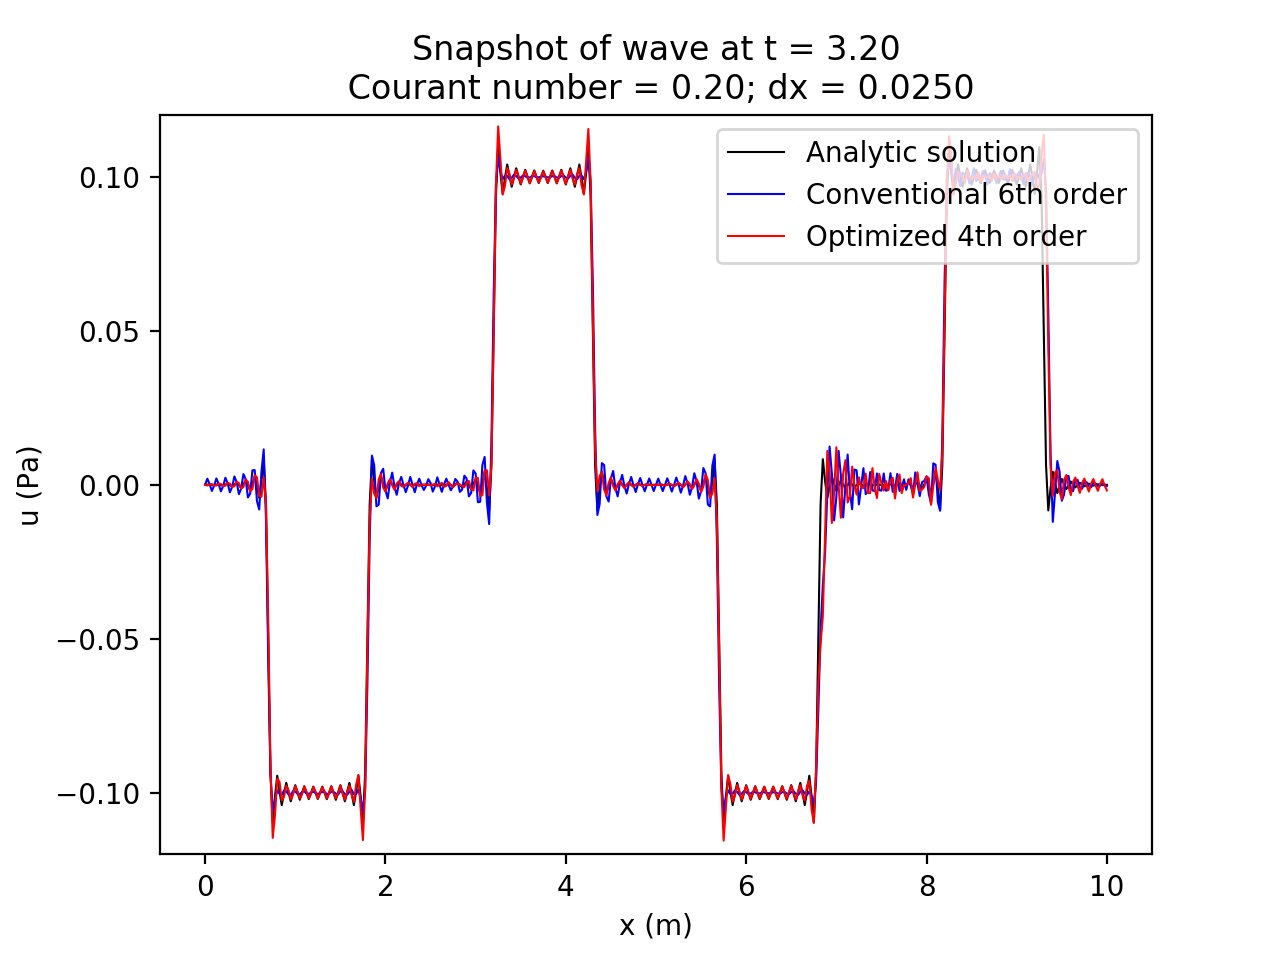 Snapshot of wave at t = 3.20
Courant number = 0.20; dx = 0.0250
Analytic solution
Conventional 6th order
Optimized 4th order
0.10
0.05
0.00
−0.05
−0.10
u (Pa)
0 2 4 6 8 10
x (m)